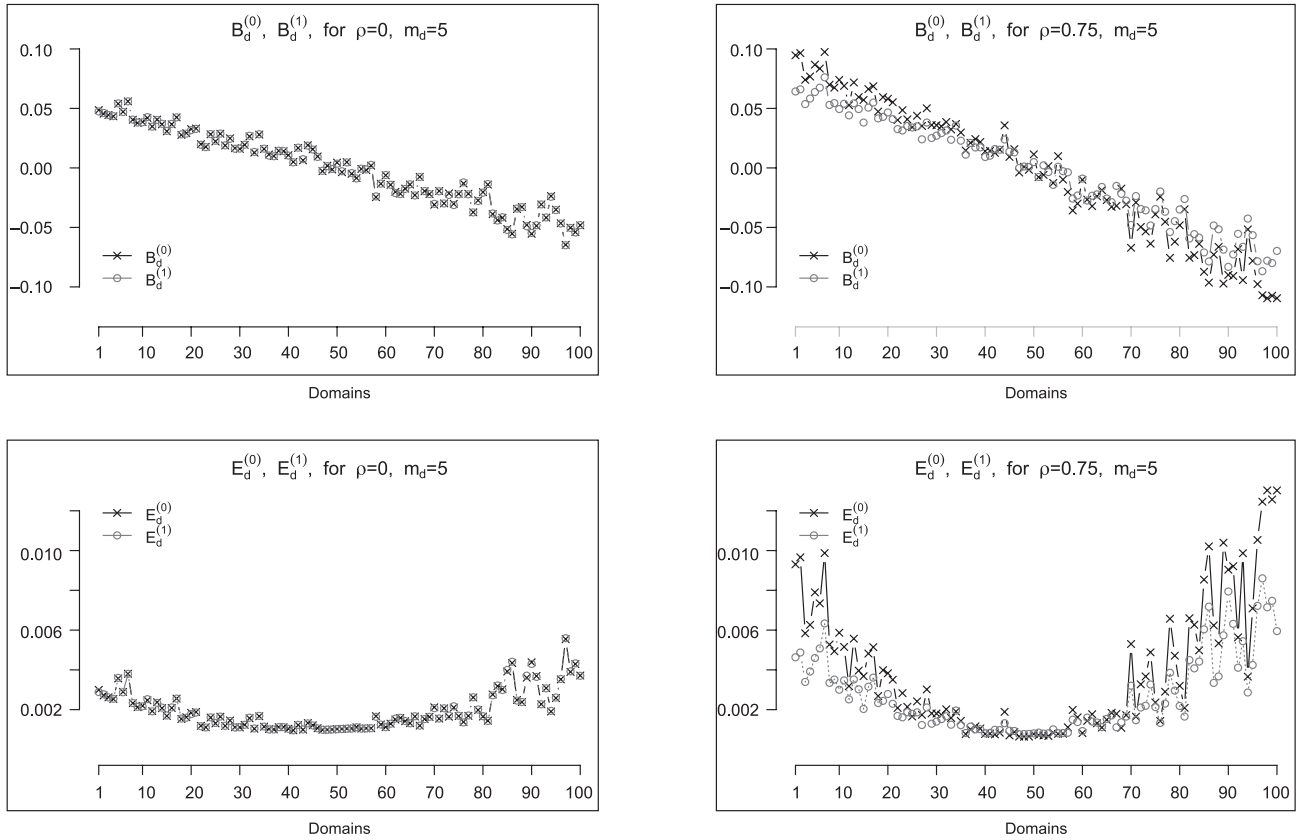 B_d^(0), B_d^(1), for ρ=0, m_d=5
0.10
0.05
0.00
−0.05
−0.10
B_d^(0)
B_d^(1)
1 10 20 30 40 50 60 70 80 90 100
Domains
B_d^(0), B_d^(1), for ρ=0.75, m_d=5
0.10
0.05
0.00
−0.05
−0.10
B_d^(0)
B_d^(1)
1 10 20 30 40 50 60 70 80 90 100
Domains
E_d^(0), E_d^(1), for ρ=0, m_d=5
E_d^(0)
E_d^(1)
0.010
0.006
0.002
1 10 20 30 40 50 60 70 80 90 100
Domains
E_d^(0), E_d^(1), for ρ=0.75, m_d=5
E_d^(0)
E_d^(1)
0.010
0.006
0.002
1 10 20 30 40 50 60 70 80 90 100
Domains